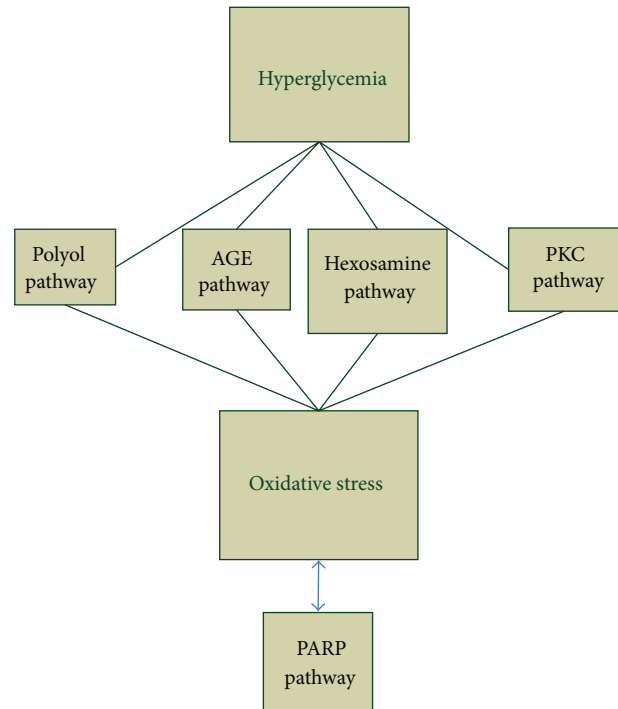 Hyperglycemia
Polyol
pathway
AGE
pathway
Hexosamine
pathway
PKC
pathway
Oxidative stress
PARP
pathway